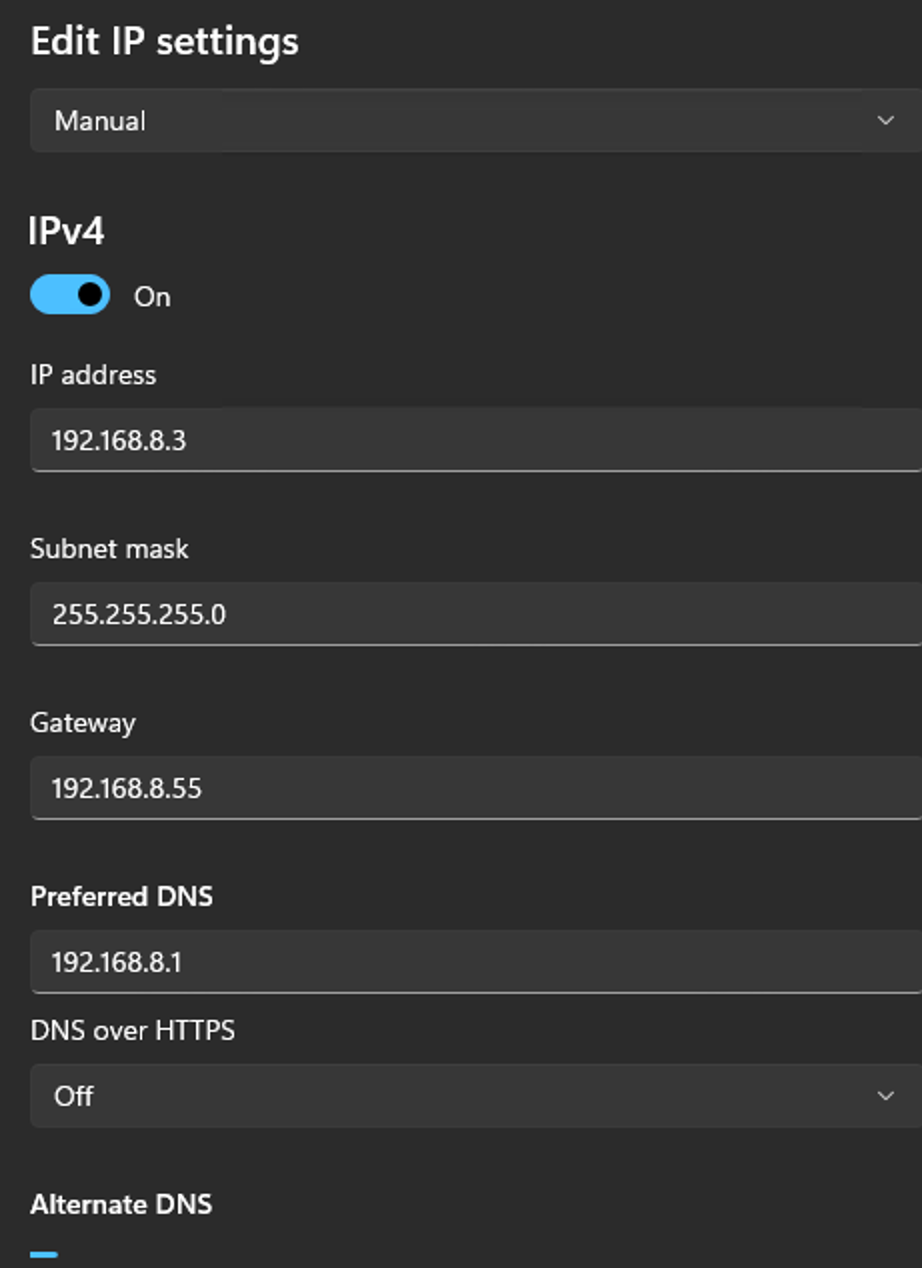 Edit IP settings
Manual
IPv4
On
IP address
192.168.8.3
Subnet mask
255.255.255.0
Gateway
192.168.8.55
Preferred DNS
192.168.8.1
DNS over HTTPS
Off
Alternate DNS